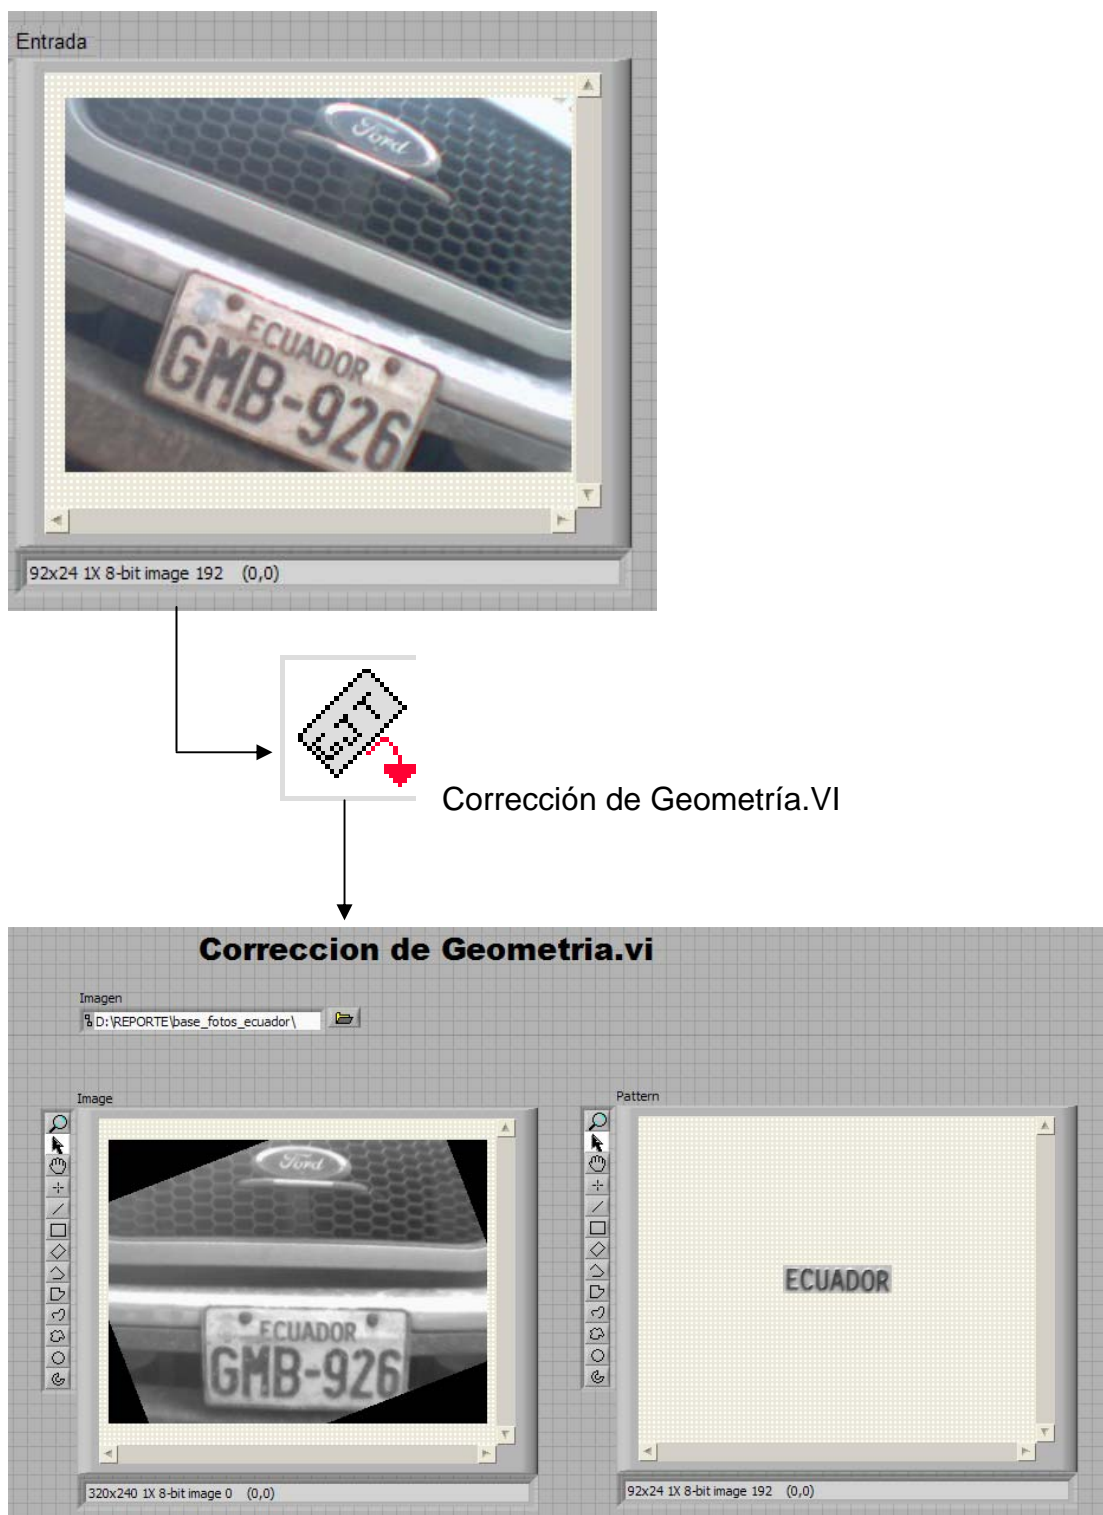 Entrada
Ford
ECUADOR
GMB-926
92x24 1X 8-bit image 192 (0,0)
Corrección de Geometría.VI
Correccion de Geometria.vi
Imagen
D:\REPORTE\base_fotos_ecuador\
Image
Pattern
Ford
ECUADOR
GMB-926
ECUADOR
320x240 1X 8-bit image 0 (0,0)
92x24 1X 8-bit image 192 (0,0)